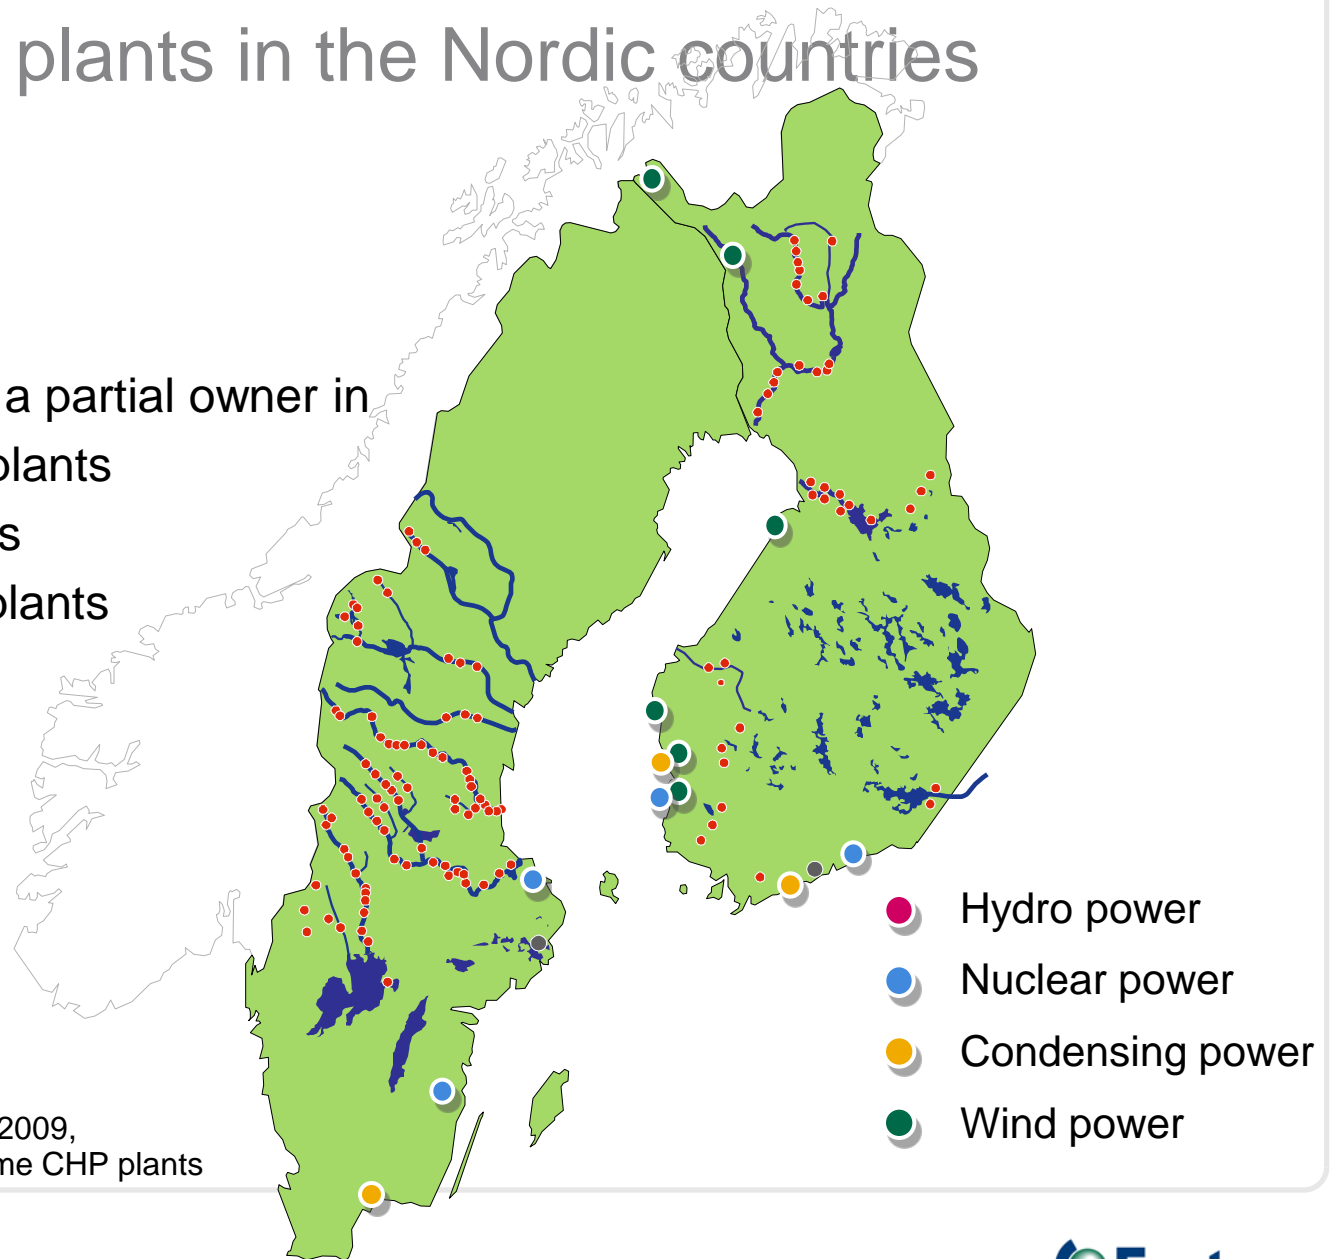 plants in the Nordic countries
a partial owner in
plants
s
plants
Hydro power
Nuclear power
Condensing power
Wind power
2009,
me CHP plants